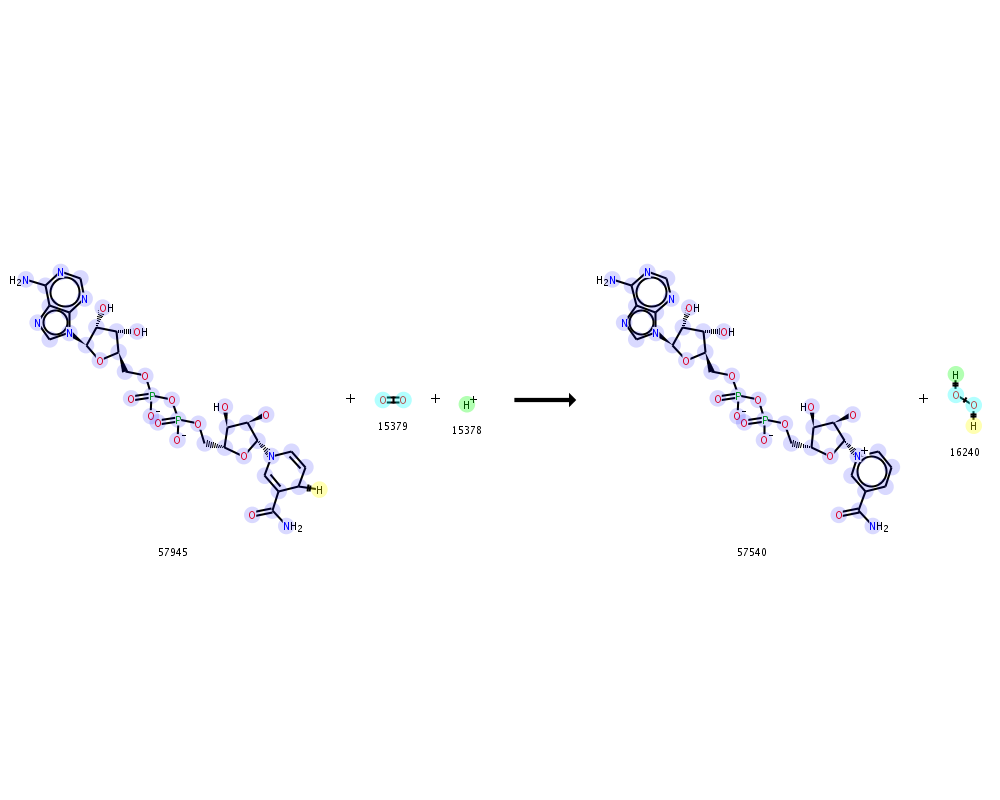 H₂N N N N N
OH OH O O
O P O O⁻ O P O O⁻
HO O O N H
O NH₂
57945
+
O O
15379
+
H⁺
15378
H₂N N N N N
OH OH O O
O P O O⁻ O P O O⁻
HO O O N⁺
O NH₂
57540
+
H
O O
H
16240